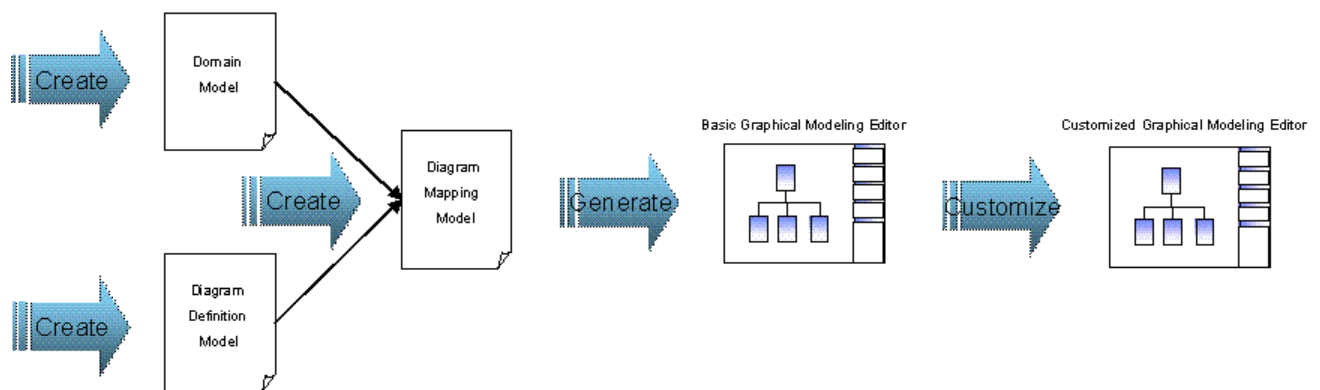 Create
Domain
Model
Create
Diagram
Mapping
Model
Create
Diagram
Definition
Model
Generate
Basic Graphical Modeling Editor
Customize
Customized Graphical Modeling Editor